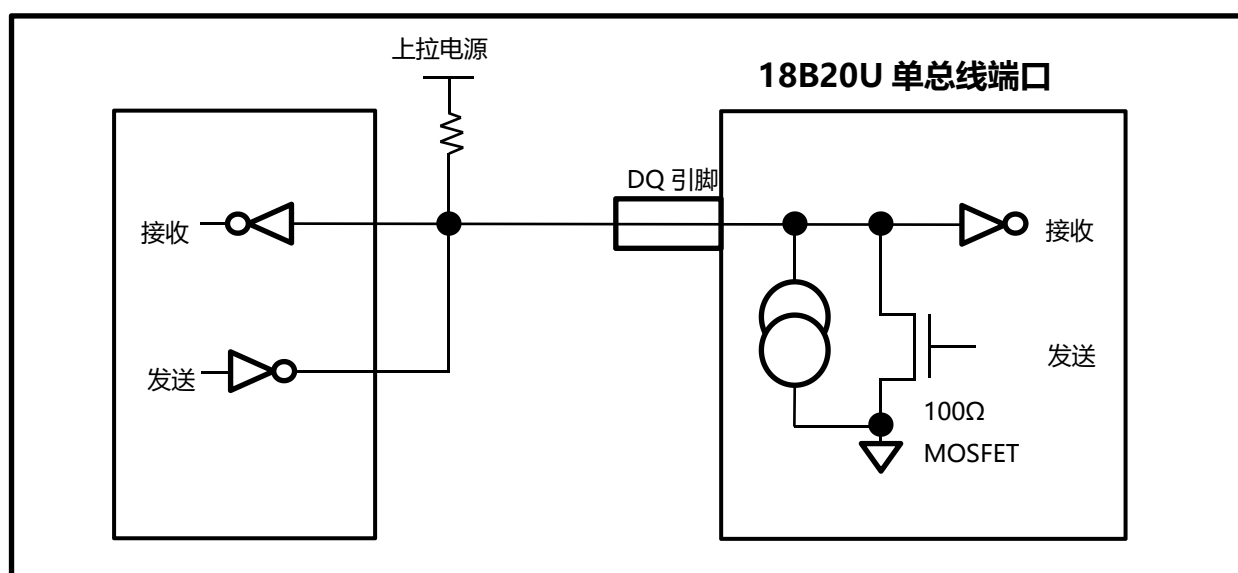 上拉电源
18B20U 单总线端口
DQ 引脚
接收
接收
发送
发送
100Ω
MOSFET